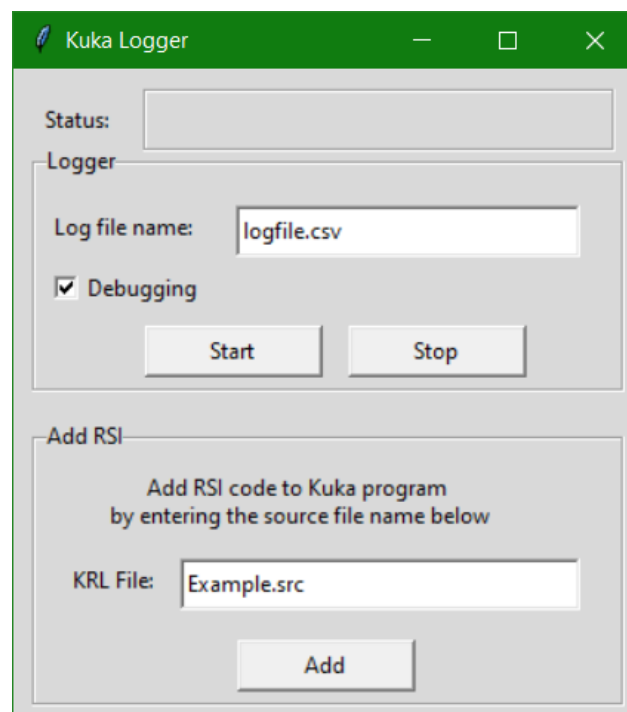 Kuka Logger
Status:
Logger
Log file name:
logfile.csv
Debugging
Start
Stop
Add RSI
Add RSI code to Kuka program
by entering the source file name below
KRL File:
Example.src
Add